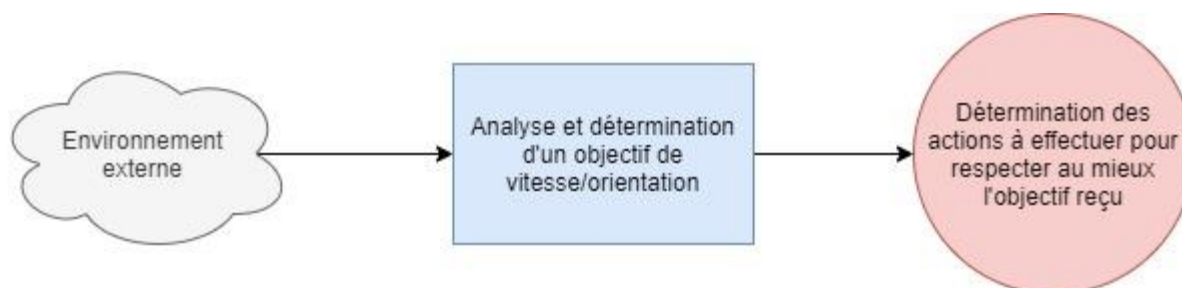 Environnement
externe
Analyse et détermination
d'un objectif de
vitesse/orientation
Détermination des
actions à effectuer pour
respecter au mieux
l'objectif reçu